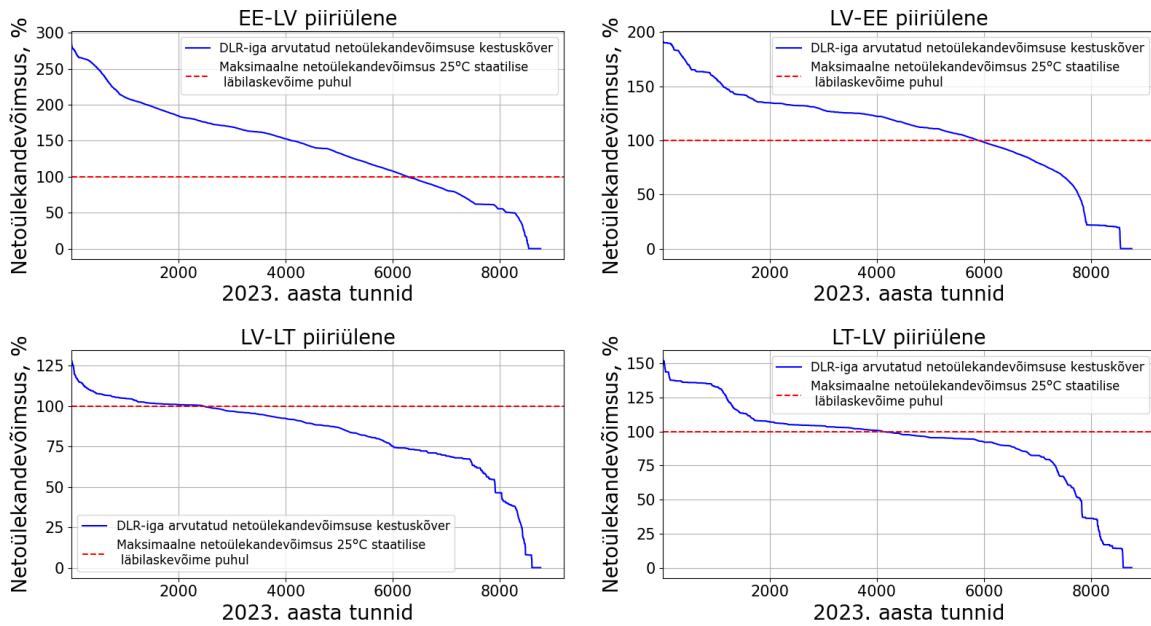 EE-LV piiriülene
Netoülekandevõimsus, %
300
250
200
150
100
50
0
DLR-iga arvutatud netoülekandevõimsuse kestuskõver
Maksimaalne netoülekandevõimsus 25°C staatilise
läbilaskevõime puhul
2000
4000
6000
8000
2023. aasta tunnid
LV-EE piiriülene
Netoülekandevõimsus, %
200
150
100
50
0
DLR-iga arvutatud netoülekandevõimsuse kestuskõver
Maksimaalne netoülekandevõimsus 25°C staatilise
läbilaskevõime puhul
2000
4000
6000
8000
2023. aasta tunnid
LV-LT piiriülene
Netoülekandevõimsus, %
125
100
75
50
25
0
DLR-iga arvutatud netoülekandevõimsuse kestuskõver
Maksimaalne netoülekandevõimsus 25°C staatilise
läbilaskevõime puhul
2000
4000
6000
8000
2023. aasta tunnid
LT-LV piiriülene
Netoülekandevõimsus, %
150
125
100
75
50
25
0
DLR-iga arvutatud netoülekandevõimsuse kestuskõver
Maksimaalne netoülekandevõimsus 25°C staatilise
läbilaskevõime puhul
2000
4000
6000
8000
2023. aasta tunnid